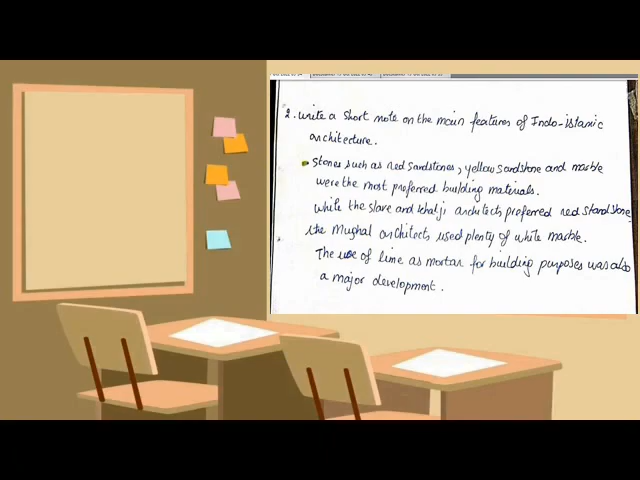 2. Write a short note on the main features of Indo-islamic
architecture.
Stones such as red sandstones, yellow sandstone and marble
were the most preferred building materials.
While the slave and khalji architects preferred red standstone,
the Mughal architects used plenty of white marble.
The use of lime as mortar for building purposes was also
a major development.